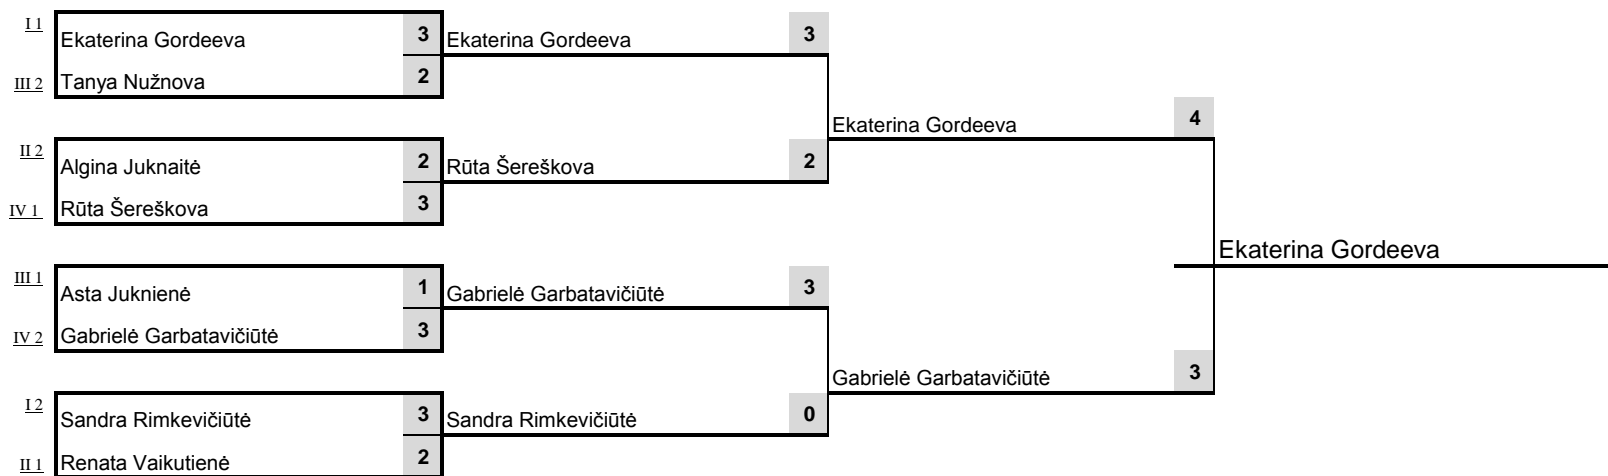 I 1 Ekaterina Gordeeva 3 Ekaterina Gordeeva 3
III 2 Tanya Nužnova 2
Ekaterina Gordeeva 4
II 2 Algina Juknaitė 2 Rūta Šereškova 2
IV 1 Rūta Šereškova 3
Ekaterina Gordeeva
III 1 Asta Juknienė 1 Gabrielė Garbatavičiūtė 3
IV 2 Gabrielė Garbatavičiūtė 3
Gabrielė Garbatavičiūtė 3
I 2 Sandra Rimkevičiūtė 3 Sandra Rimkevičiūtė 0
II 1 Renata Vaikutienė 2